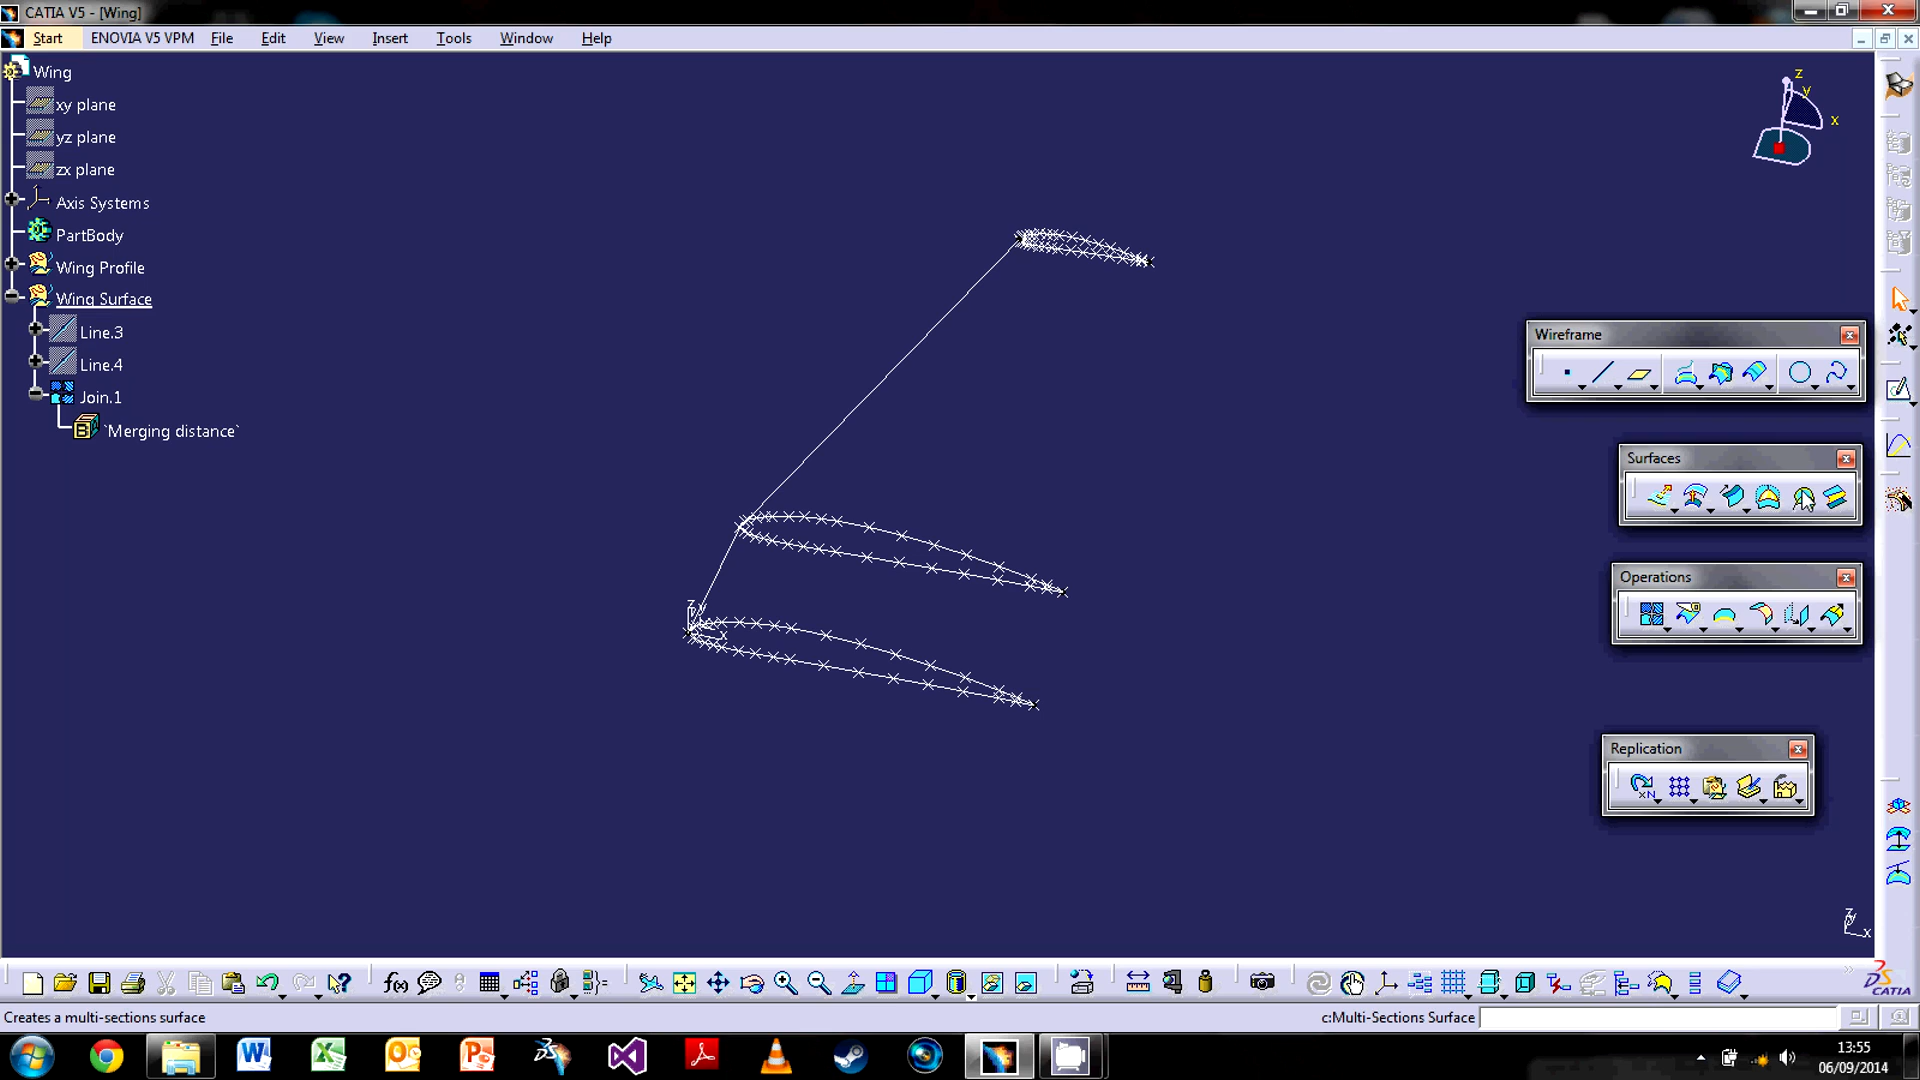 CATIA V5 - [Wing]
Start ENOVIA V5 VPM File Edit View Insert Tools Window Help
Wing
xy plane
yz plane
zx plane
Axis Systems
PartBody
Wing Profile
Wing Surface
Line.3
Line.4
Join.1
`Merging distance`
z
y
x
Wireframe
Surfaces
Operations
z y
x
Replication
xN
z
y
x
f(x)
CATIA
Creates a multi-sections surface
c:Multi-Sections Surface
13:55
06/09/2014